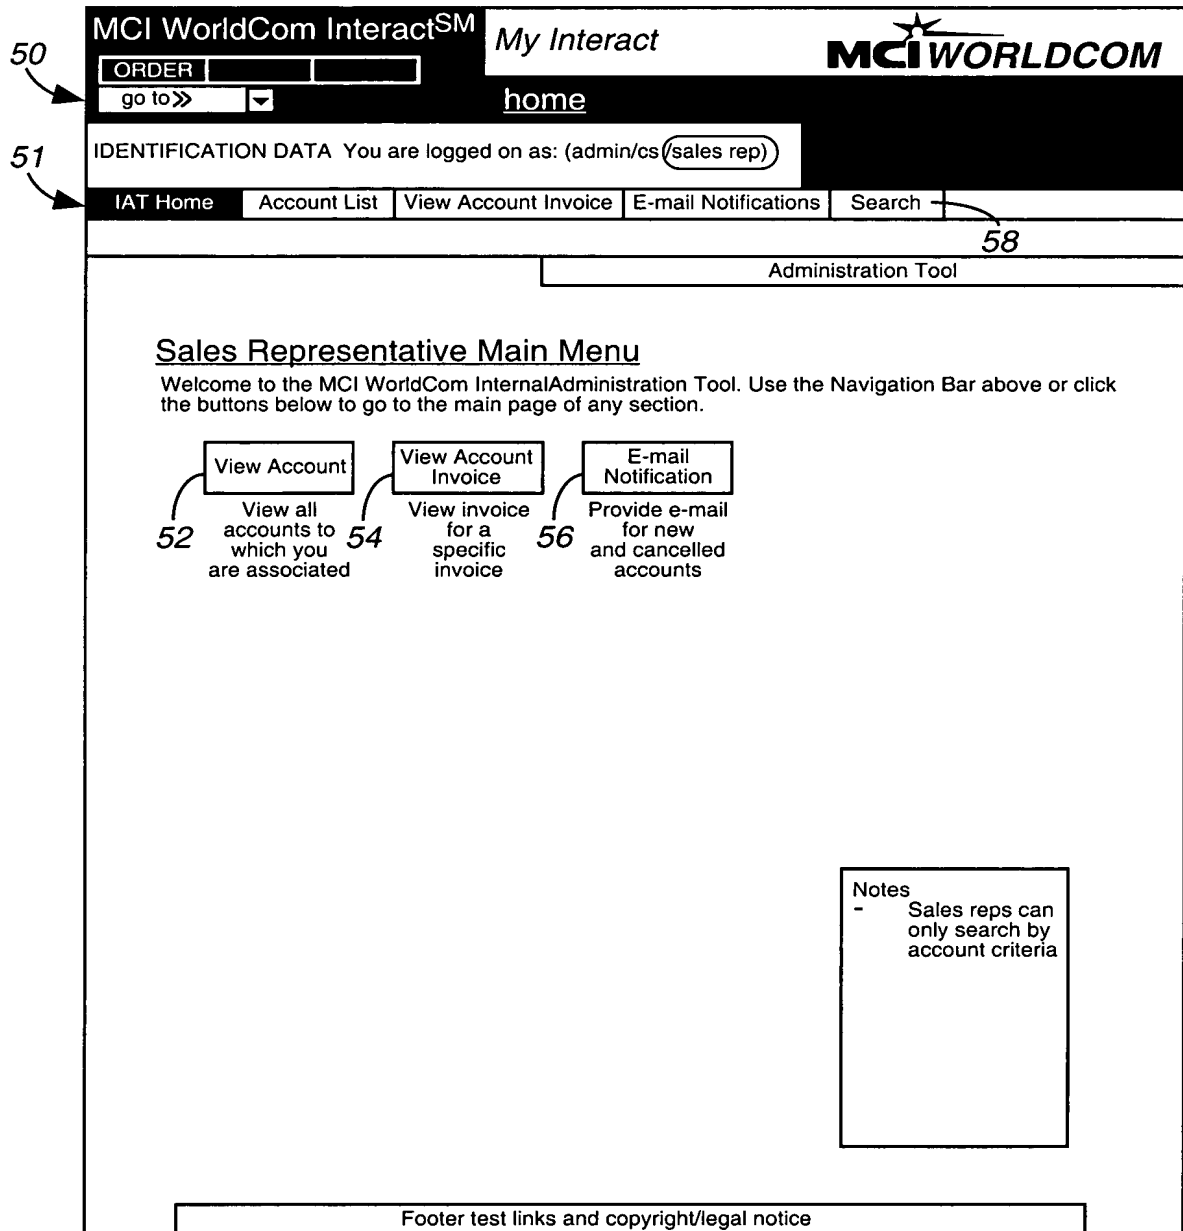 MCI WorldCom InteractSM
My Interact
MCI WORLDCOM
50
ORDER
go to>>
home
51
IDENTIFICATION DATA You are logged on as: (admin/cs/sales rep)
IAT Home Account List View Account Invoice E-mail Notifications Search
58
Administration Tool
Sales Representative Main Menu
Welcome to the MCI WorldCom InternalAdministration Tool. Use the Navigation Bar above or click
the buttons below to go to the main page of any section.
View Account
52
View all
accounts to
which you
are associated
View Account
Invoice
54
View invoice
for a
specific
invoice
E-mail
Notification
56
Provide e-mail
for new
and cancelled
accounts
Notes
- Sales reps can
only search by
account criteria
Footer test links and copyright/legal notice